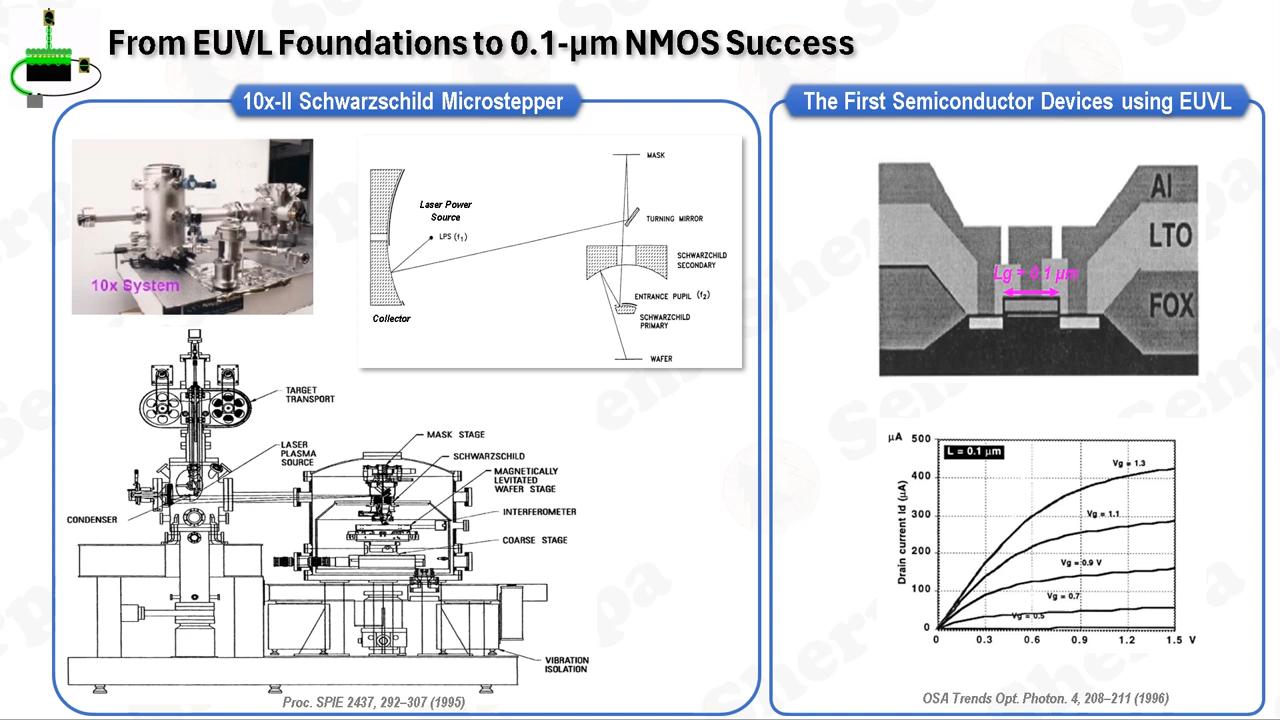 From EUVL Foundations to 0.1-μm NMOS Success
10x-II Schwarzschild Microstepper
10x System
Laser Power
Source
LPS (f₁)
Collector
MASK
TURNING MIRROR
SCHWARZSCHILD
SECONDARY
ENTRANCE PUPIL (f₂)
SCHWARZSCHILD
PRIMARY
WAFER
TARGET
TRANSPORT
LASER
PLASMA
SOURCE
CONDENSER
MASK STAGE
SCHWARZSCHILD
MAGNETICALLY
LEVITATED
WAFER STAGE
INTERFEROMETER
COARSE STAGE
VIBRATION
ISOLATION
Proc. SPIE 2437, 292–307 (1995)
The First Semiconductor Devices using EUVL
Al
LTO
FOX
Lg = 0.1 μm
μA
500
400
300
200
100
0
Drain current Id (μA)
L = 0.1 μm
Vg = 1.3
Vg = 1.1
Vg = 0.9 V
Vg = 0.7
Vg = 0.5
0 0.3 0.6 0.9 1.2 1.5 V
OSA Trends Opt. Photon. 4, 208–211 (1996)